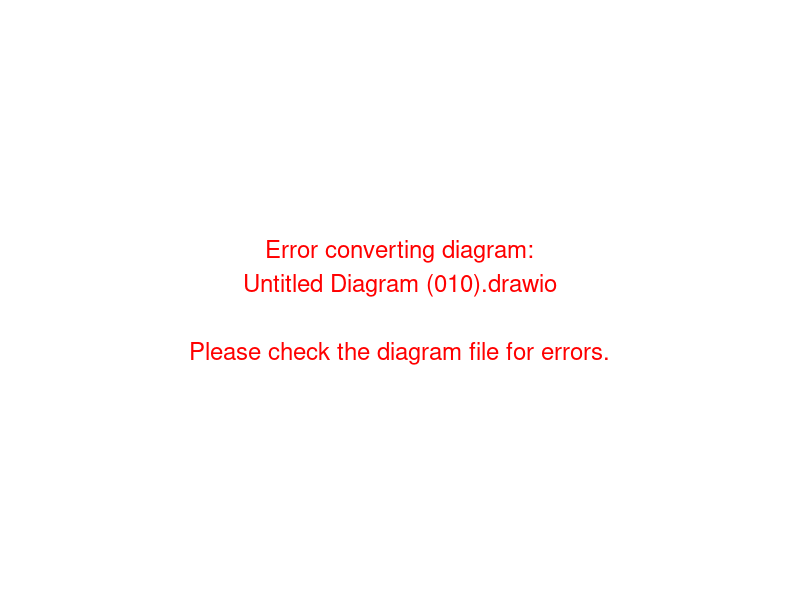 Error converting diagram:
Untitled Diagram (010).drawio
Please check the diagram file for errors.